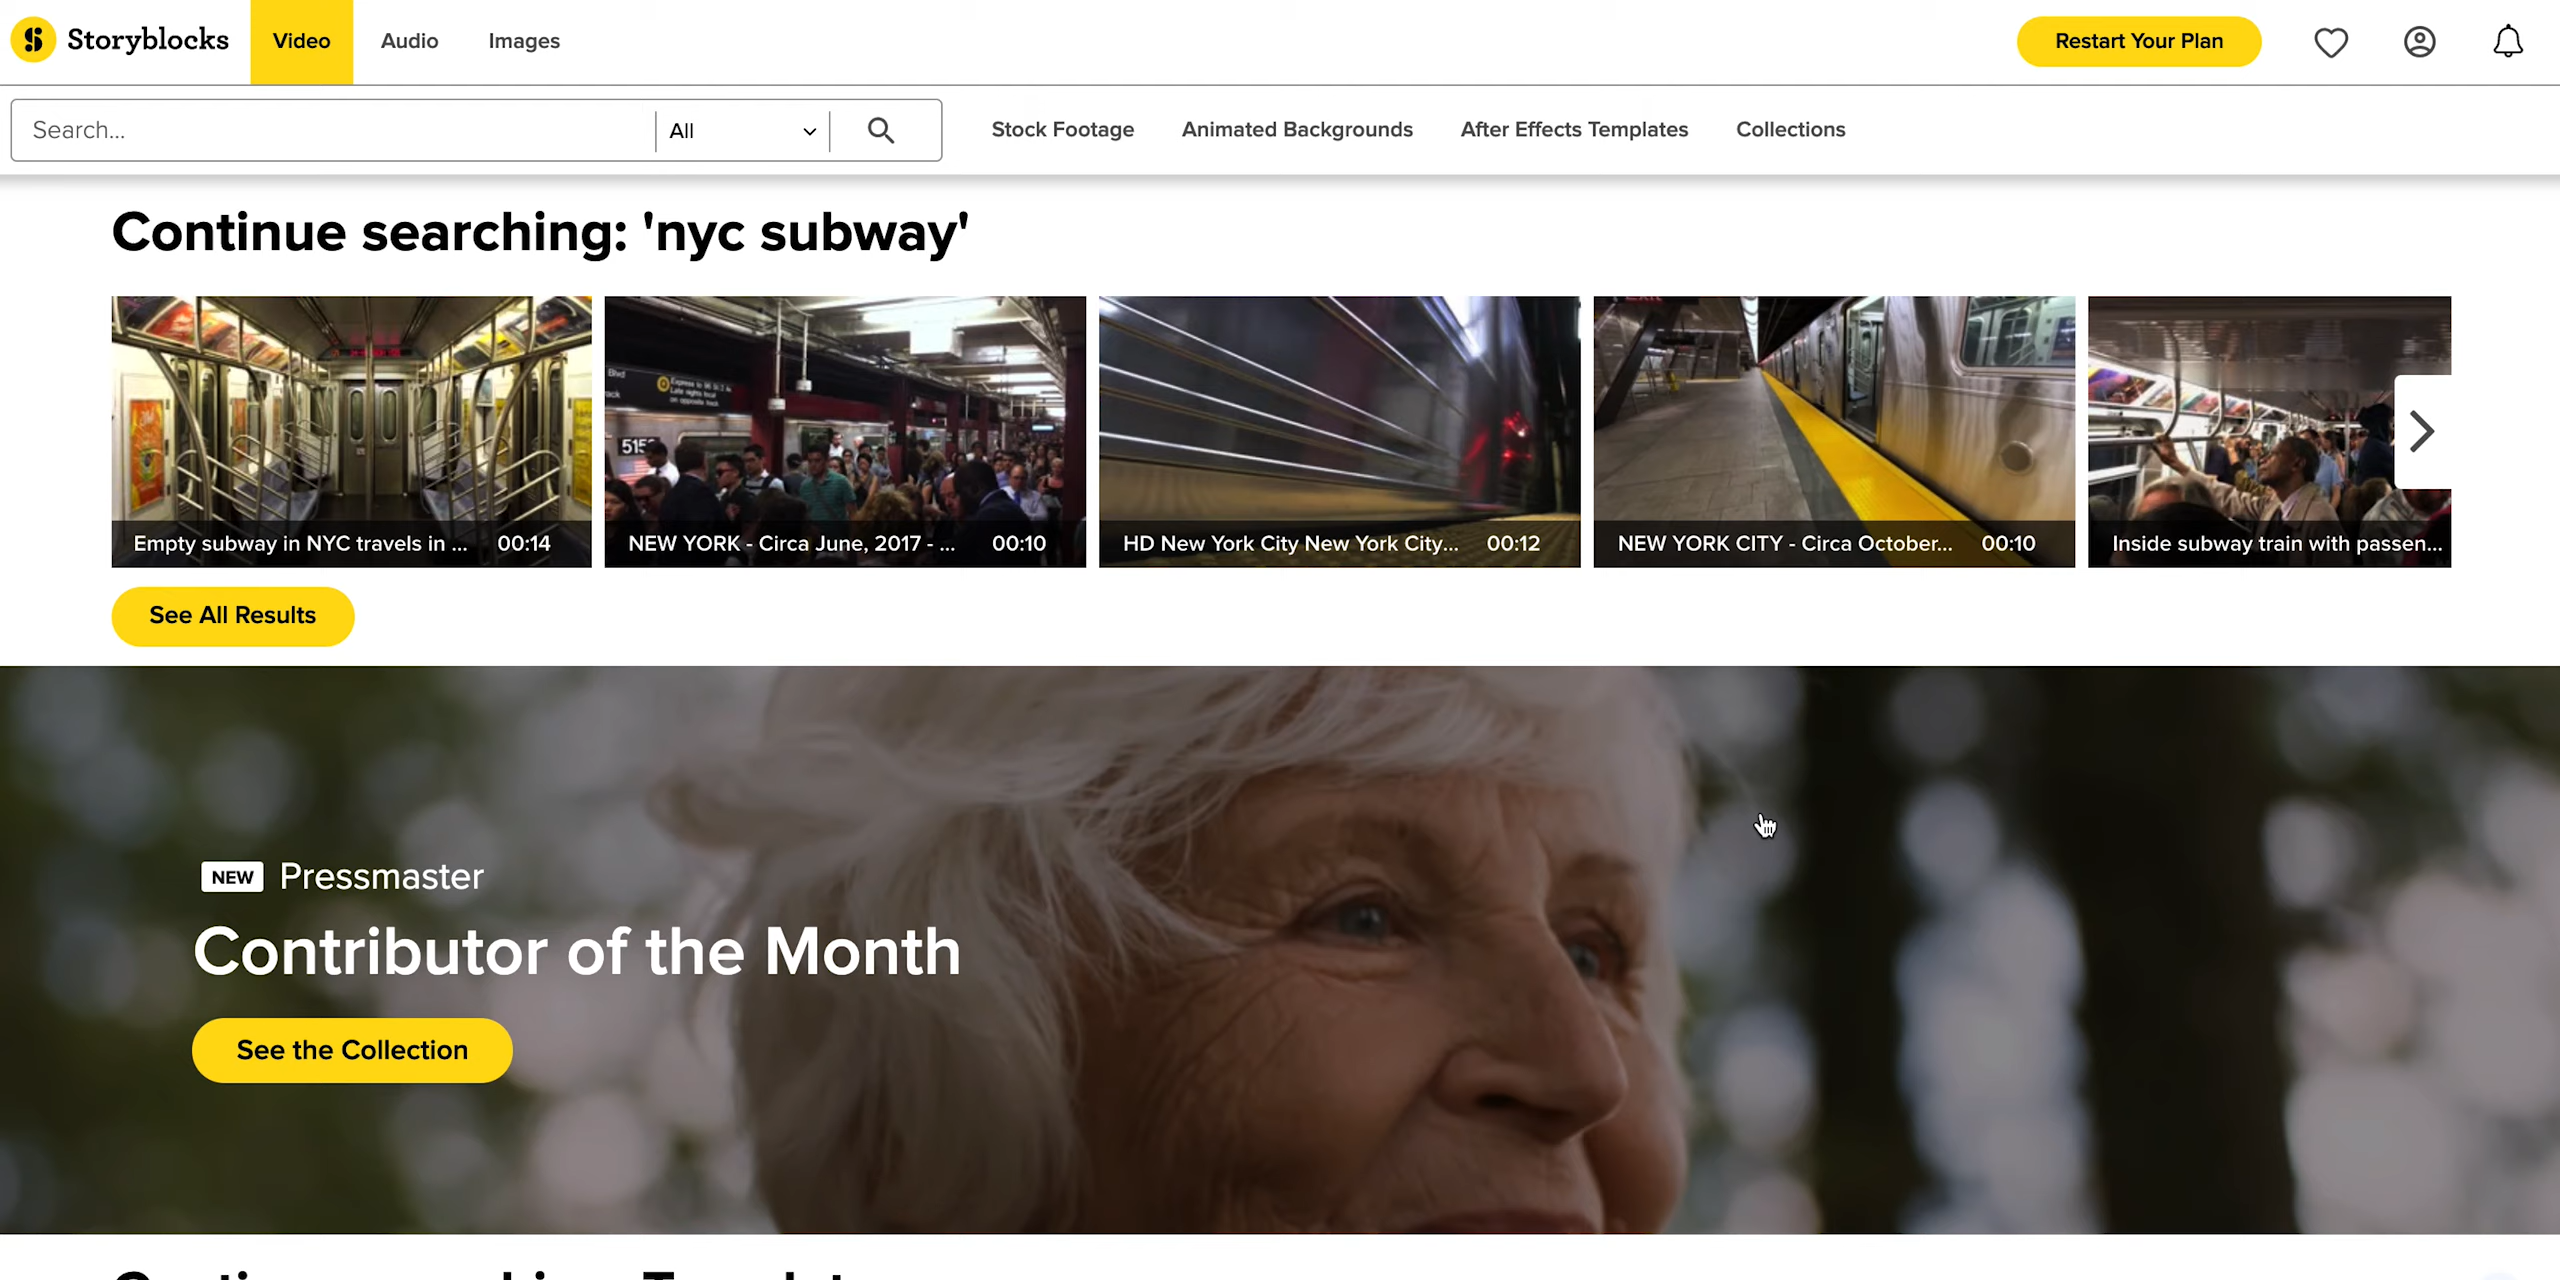 Storyblocks
Video
Audio
Images
Restart Your Plan
Search...
All
Stock Footage
Animated Backgrounds
After Effects Templates
Collections
Continue searching: 'nyc subway'
Empty subway in NYC travels in ... 00:14
NEW YORK - Circa June, 2017 - ... 00:10
HD New York City New York City... 00:12
NEW YORK CITY - Circa October... 00:10
Inside subway train with passen...
See All Results
NEW Pressmaster
Contributor of the Month
See the Collection